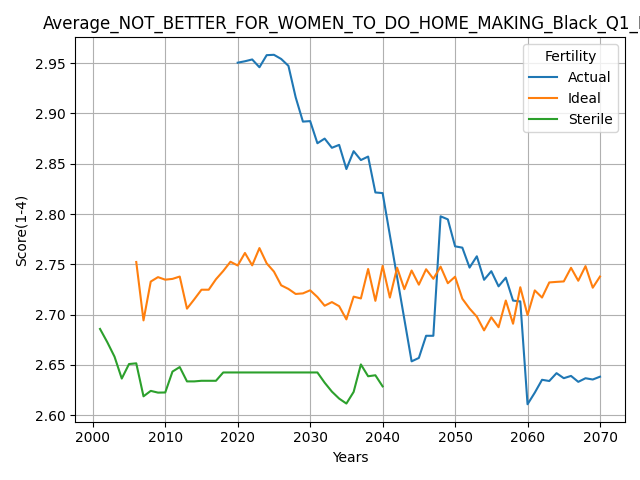 Average_NOT_BETTER_FOR_WOMEN_TO_DO_HOME_MAKING_Black_Q1_
Fertility
Actual
Ideal
Sterile
Score(1-4)
2.95
2.90
2.85
2.80
2.75
2.70
2.65
2.60
2000
2010
2020
2030
2040
2050
2060
2070
Years